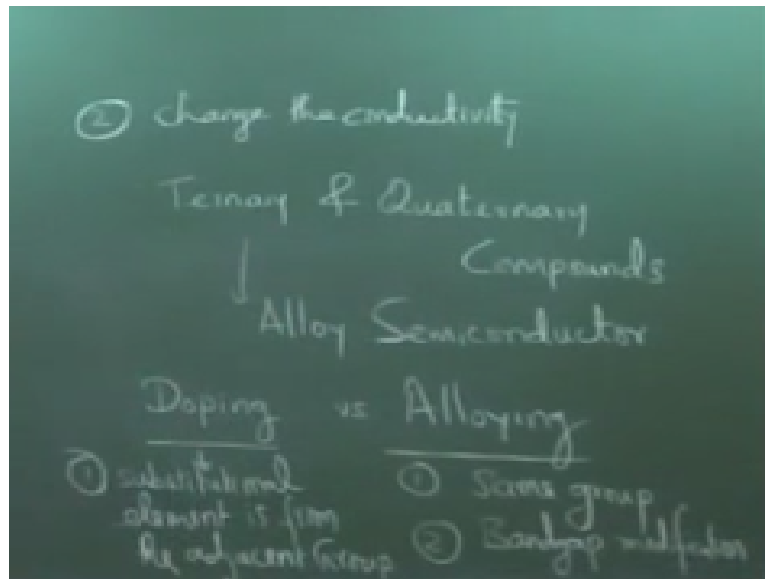 ② change the conductivity
Ternary & Quaternary
Compounds
↓
Alloy Semiconductor
Doping vs Alloying
① substitutional
element is from
the adjacent Group
① Same group
② Bandgap